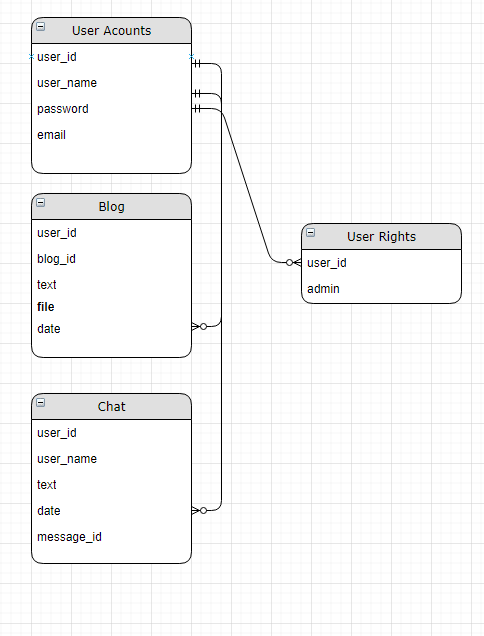 User Acounts
user_id
user_name
password
email
Blog
user_id
blog_id
text
file
date
User Rights
user_id
admin
Chat
user_id
user_name
text
date
message_id